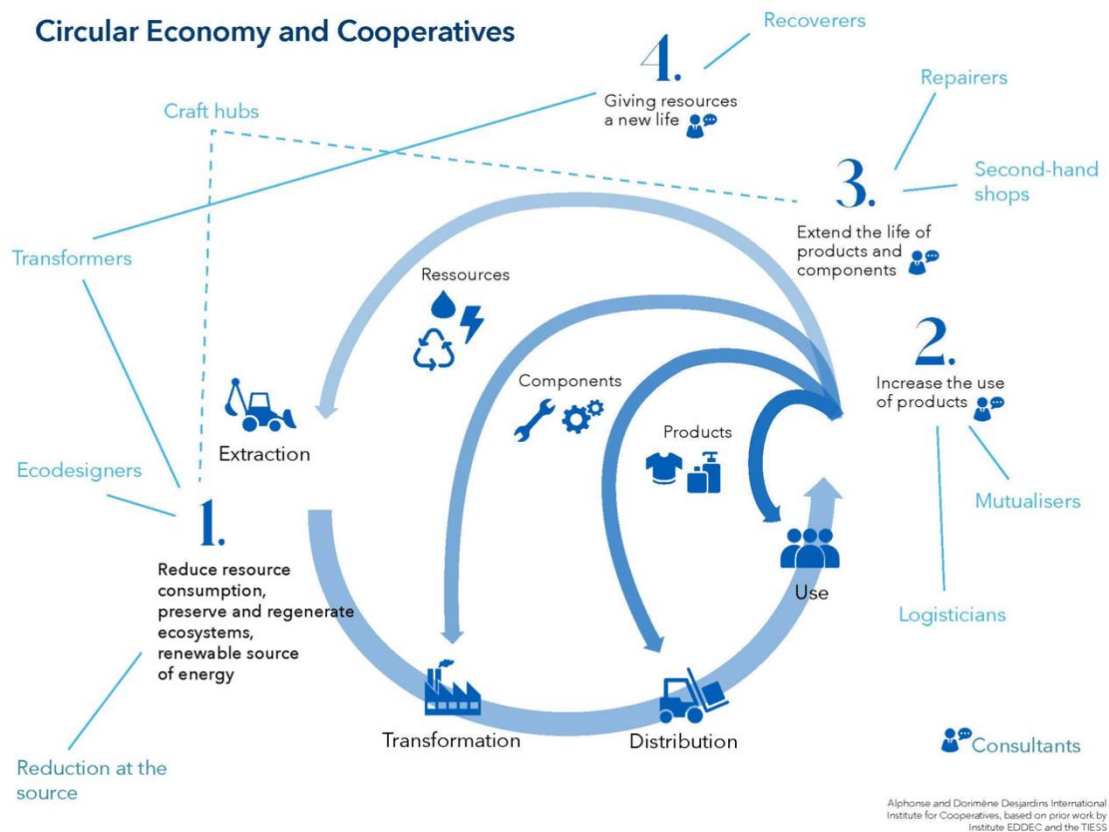 Circular Economy and Cooperatives
Recoverers
4.
Giving resources
a new life
Repairers
Craft hubs
3.
Second-hand
shops
Extend the life of
products and
components
Transformers
Ressources
2.
Increase the use
of products
Components
Products
Extraction
Ecodesigners
Mutualisers
1.
Reduce resource
consumption,
preserve and regenerate
ecosystems,
renewable source
of energy
Use
Logisticians
Transformation
Distribution
Consultants
Reduction at the
source
Alphonse and Dorimène Desjardins International
Institute for Cooperatives, based on prior work by
Institute EDDEC and the TIESS